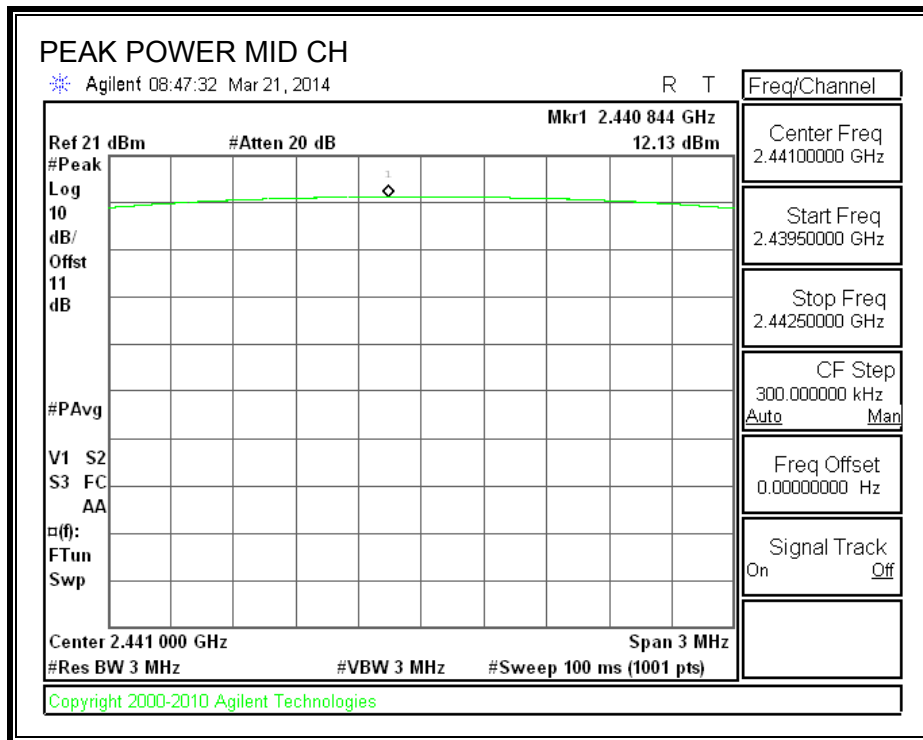 PEAK POWER MID CH
Agilent 08:47:32 Mar 21, 2014
R T
Freq/Channel
Mkr1 2.440 844 GHz
Ref 21 dBm
#Atten 20 dB
12.13 dBm
#Peak
Log
10
dB/
Offst
11
dB
1
#PAvg
V1 S2
S3 FC
AA
¤(f):
FTun
Swp
Center 2.441 000 GHz
Span 3 MHz
#Res BW 3 MHz
#VBW 3 MHz
#Sweep 100 ms (1001 pts)
Center Freq
2.44100000 GHz
Start Freq
2.43950000 GHz
Stop Freq
2.44250000 GHz
CF Step
300.000000 kHz
Auto Man
Freq Offset
0.00000000 Hz
Signal Track
On Off
Copyright 2000-2010 Agilent Technologies